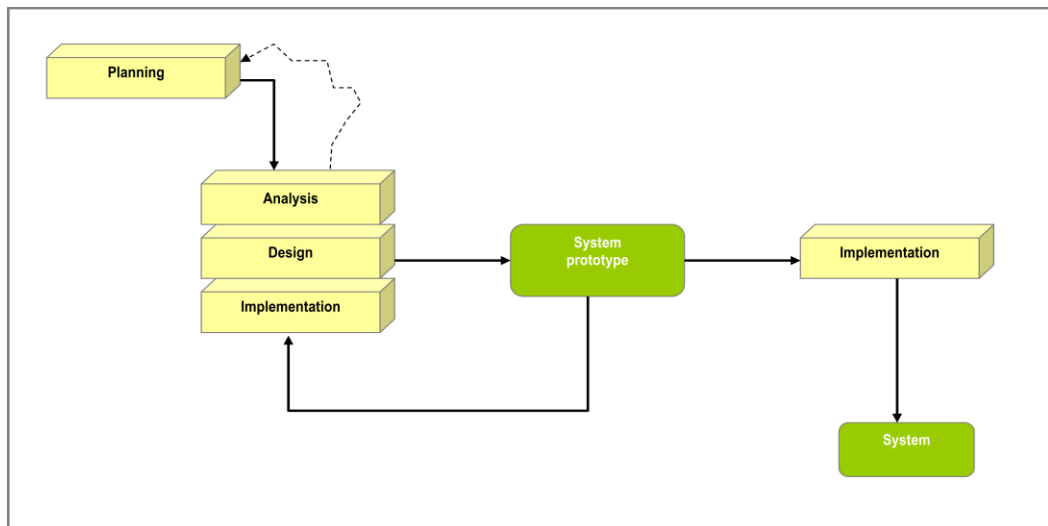 Planning
Analysis
Design
Implementation
System
prototype
Implementation
System